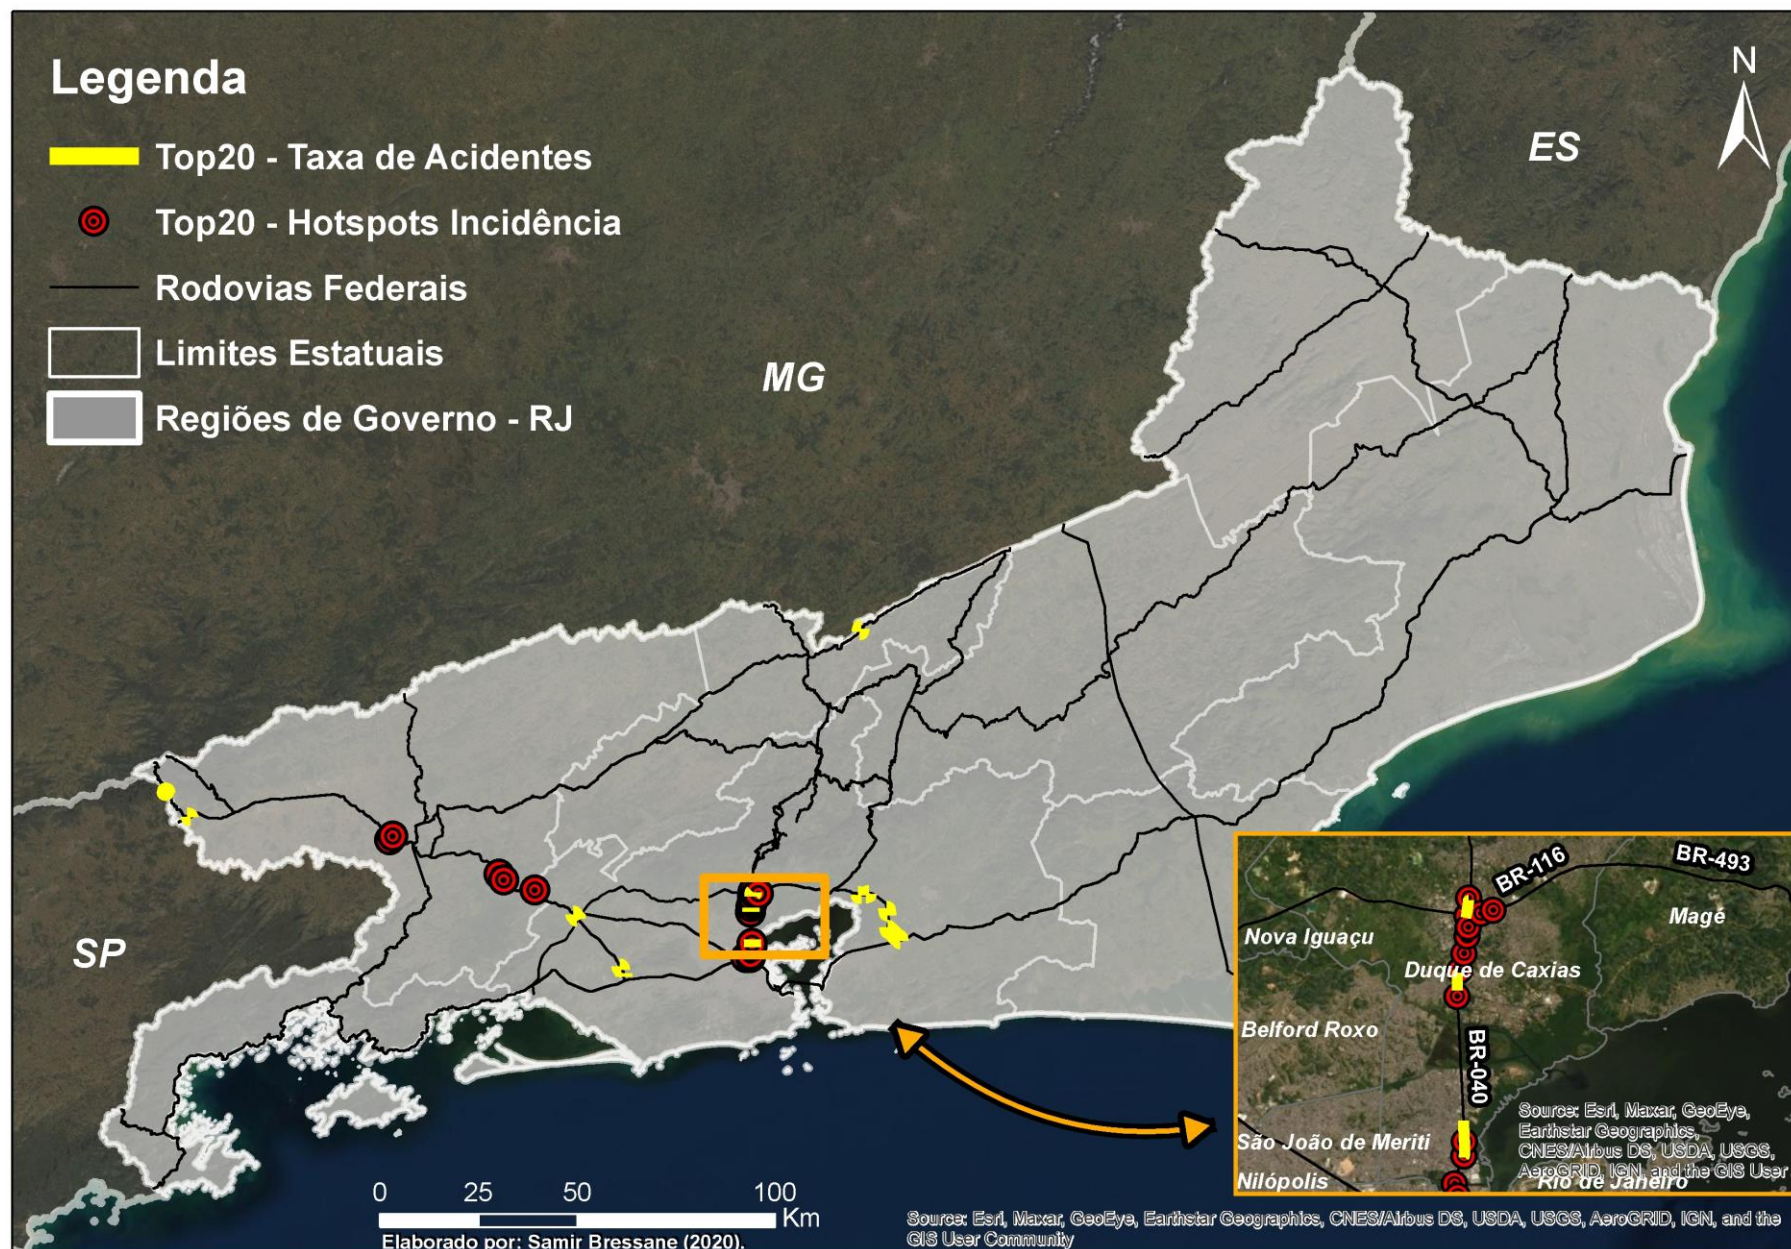 Legenda
Top20 - Taxa de Acidentes
Top20 - Hotspots Incidência
Rodovias Federais
Limites Estatuais
Regiões de Governo - RJ
N
ES
MG
SP
BR-116
BR-493
Nova Iguaçu
Magé
Duque de Caxias
Belford Roxo
BR-040
São João de Meriti
Nilópolis
Rio de Janeiro
Source: Esri, Maxar, GeoEye,
Earthstar Geographics,
CNES/Airbus DS, USDA, USGS,
AeroGRID, IGN, and the GIS User
0 25 50 100
Km
Elaborado por: Samir Bressane (2020).
Source: Esri, Maxar, GeoEye, Earthstar Geographics, CNES/Airbus DS, USDA, USGS, AeroGRID, IGN, and the
GIS User Community